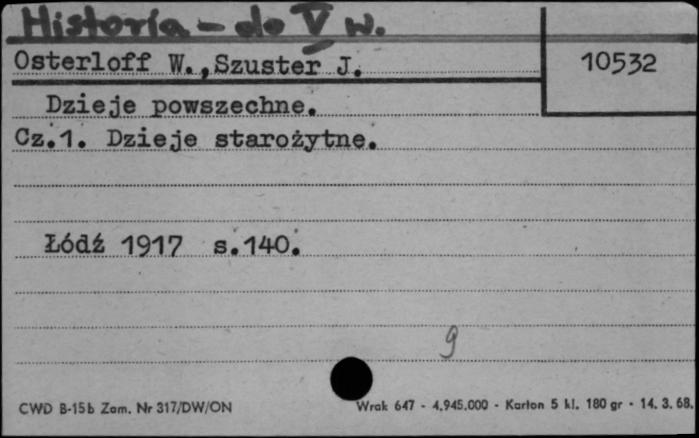 Historia - do V w.
Osterloff W., Szuster J.
10532
Dzieje powszechne.
Cz.1. Dzieje starożytne.
Łódź 1917 s.140.
9
CWD B-15b Zam. Nr 317/DW/ON
Wrak 647 - 4.945.000 - Karton 5 kl. 180 gr - 14. 3. 68.